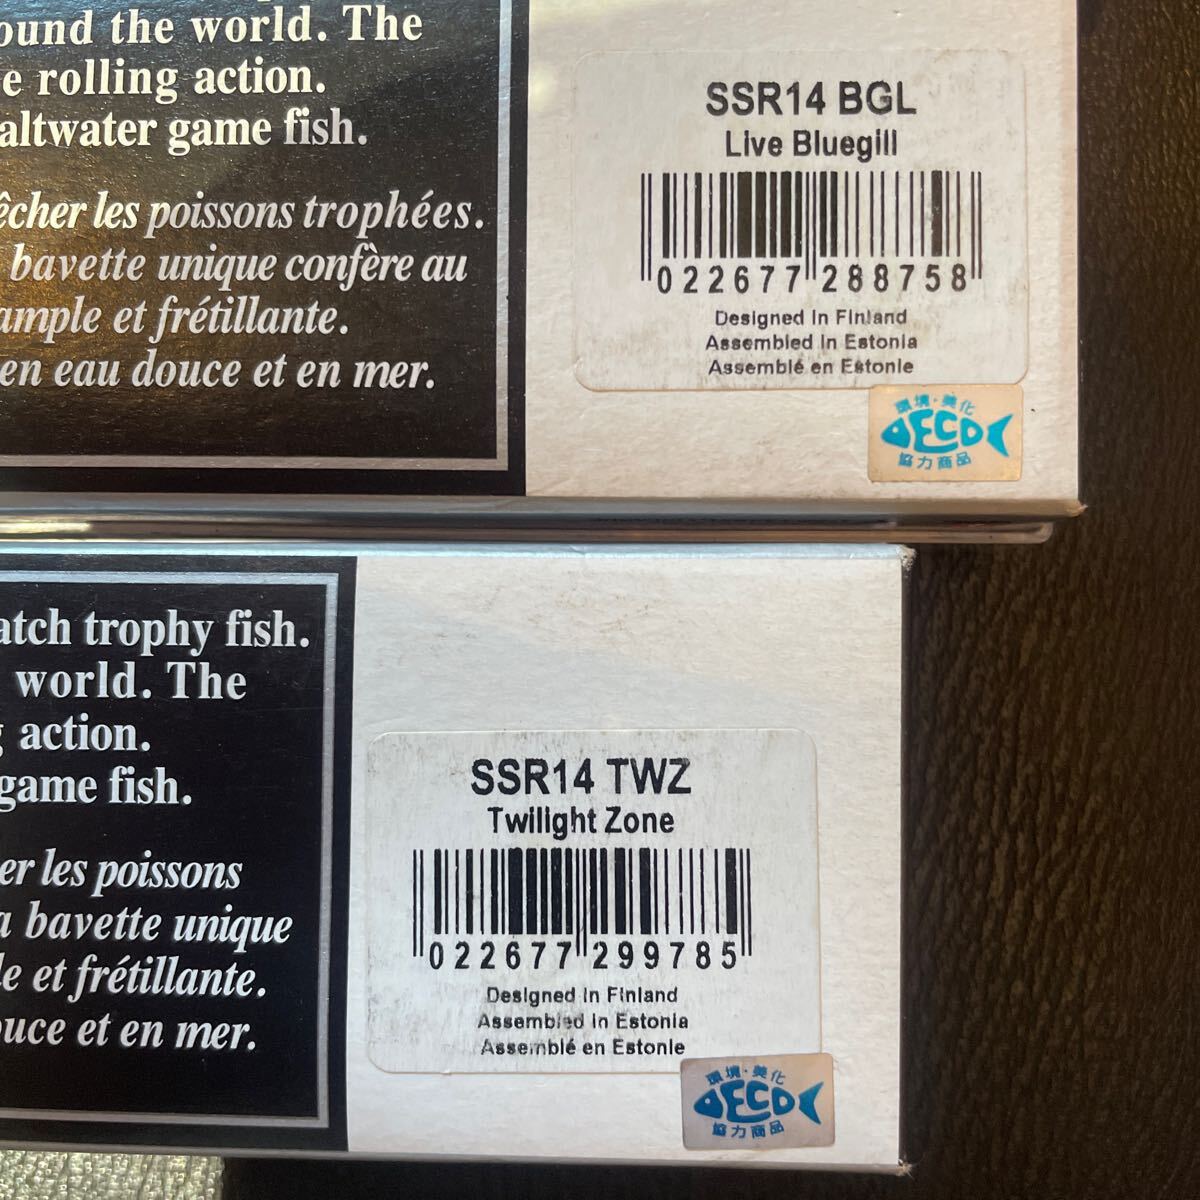 ound the world. The
e rolling action.
altwater game fish.
êcher les poissons trophées.
bavette unique confère au
ample et frétillante.
en eau douce et en mer.
SSR14 BGL
Live Bluegill
022677 288758
Designed in Finland
Assembled in Estonia
Assemblé en Estonie
環境・美化
ECO
協力商品
atch trophy fish.
world. The
g action.
game fish.
er les poissons
a bavette unique
le et frétillante.
ouce et en mer.
SSR14 TWZ
Twilight Zone
022677 299785
Designed in Finland
Assembled in Estonia
Assemblé en Estonie
環境・美化
ECO
協力商品